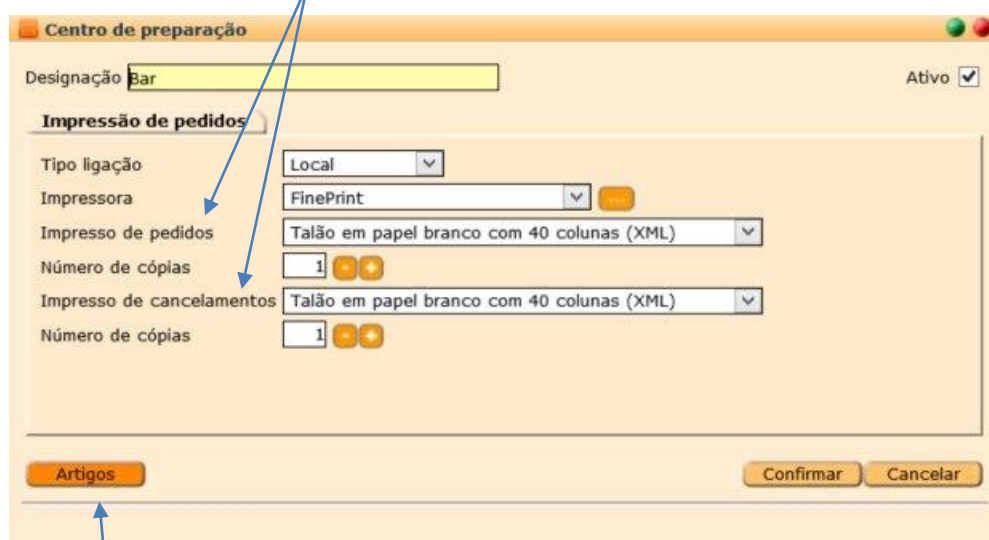 Centro de preparação
Designação Bar Ativo
Impressão de pedidos
Tipo ligação Local
Impressora FinePrint ...
Impresso de pedidos Talão em papel branco com 40 colunas (XML)
Número de cópias 1 - +
Impresso de cancelamentos Talão em papel branco com 40 colunas (XML)
Número de cópias 1 - +
Artigos Confirmar Cancelar